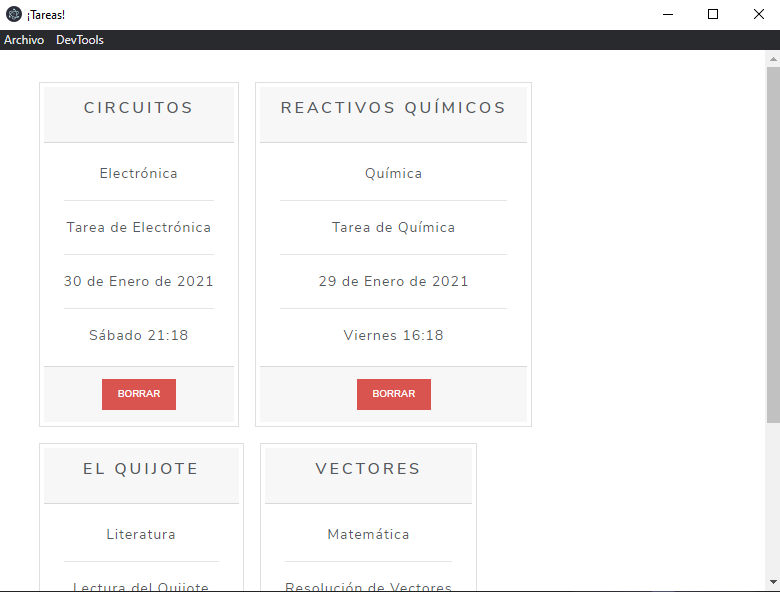 ¡Tareas!
Archivo DevTools
CIRCUITOS
Electrónica
Tarea de Electrónica
30 de Enero de 2021
Sábado 21:18
BORRAR
REACTIVOS QUÍMICOS
Química
Tarea de Química
29 de Enero de 2021
Viernes 16:18
BORRAR
EL QUIJOTE
Literatura
Lectura del Quijote
VECTORES
Matemática
Resolución de Vectores